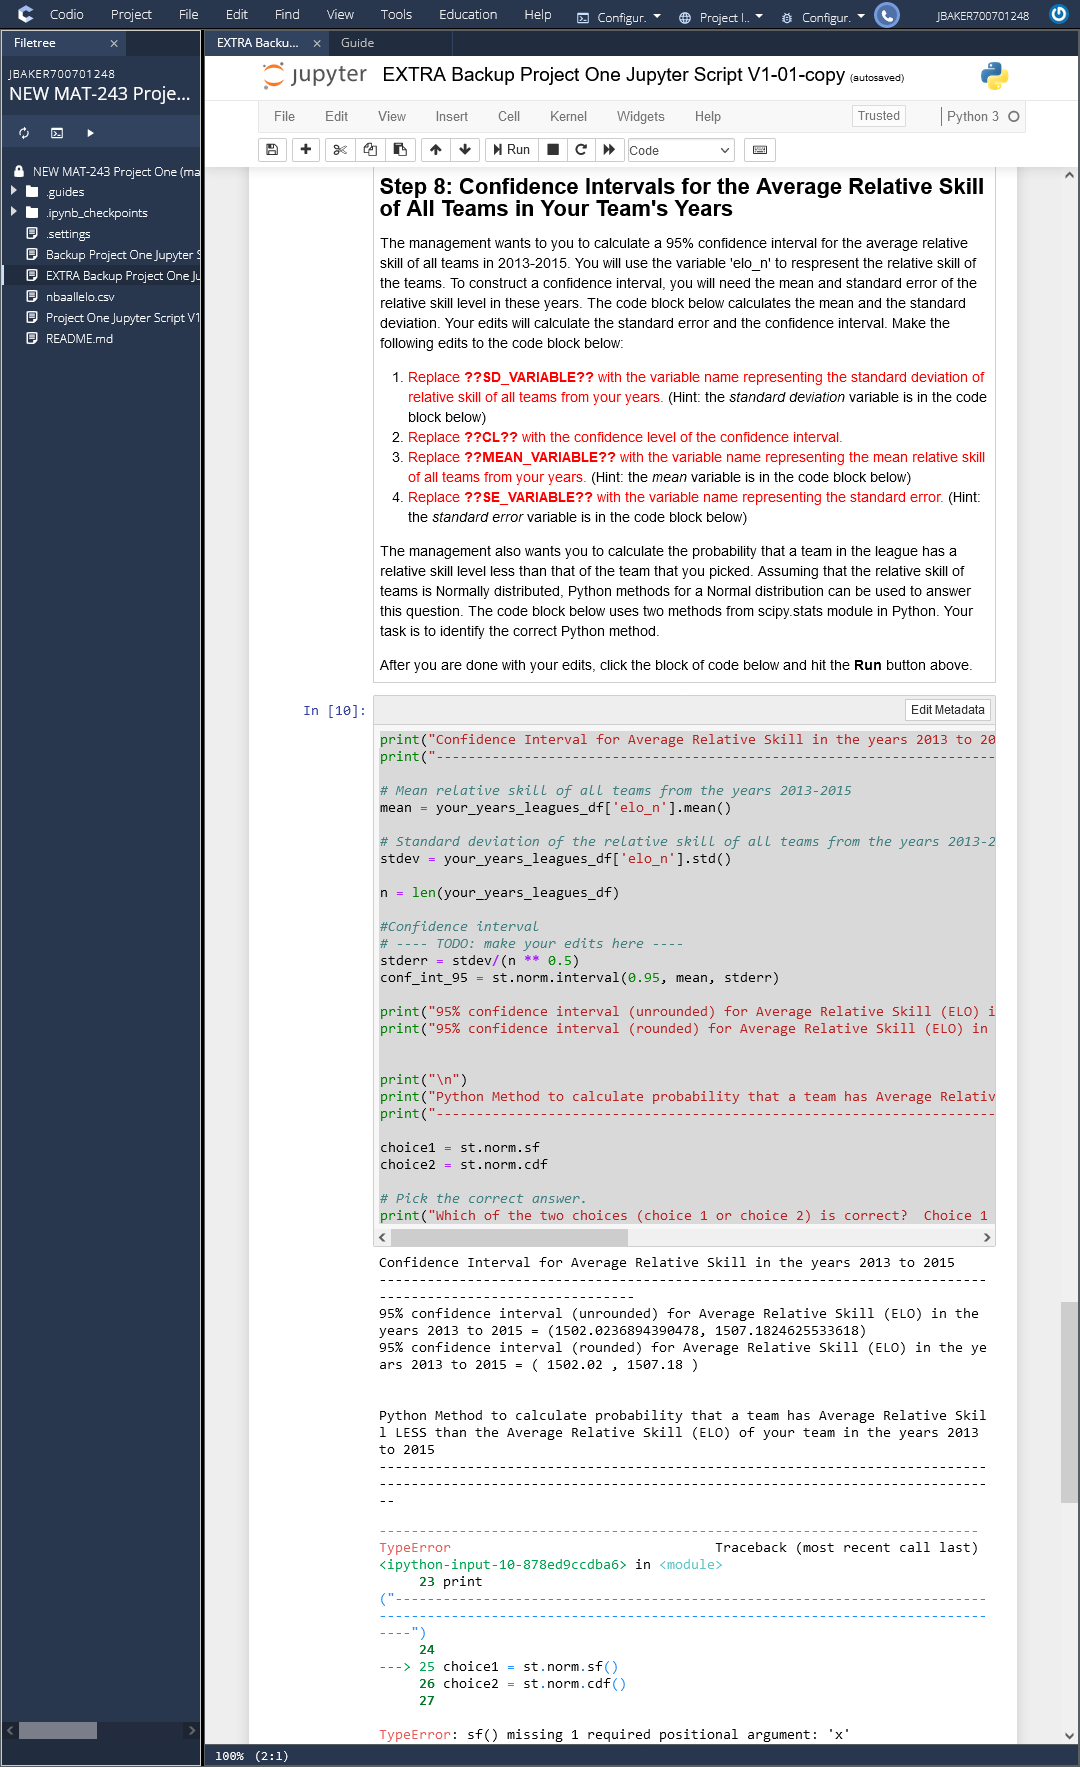 Codio Project File Edit Find View Tools Education Help Configur. Project I.. Configur. JBAKER700701248
Filetree × EXTRA Backu... × Guide
JBAKER700701248
NEW MAT-243 Proje...
jupyter EXTRA Backup Project One Jupyter Script V1-01-copy (autosaved)
File Edit View Insert Cell Kernel Widgets Help Trusted Python 3
Run Code
NEW MAT-243 Project One (ma
.guides
.ipynb_checkpoints
.settings
Backup Project One Jupyter S
EXTRA Backup Project One Ju
nbaallelo.csv
Project One Jupyter Script V1
README.md
Step 8: Confidence Intervals for the Average Relative Skill
of All Teams in Your Team's Years
The management wants to you to calculate a 95% confidence interval for the average relative
skill of all teams in 2013-2015. You will use the variable 'elo_n' to respresent the relative skill of
the teams. To construct a confidence interval, you will need the mean and standard error of the
relative skill level in these years. The code block below calculates the mean and the standard
deviation. Your edits will calculate the standard error and the confidence interval. Make the
following edits to the code block below:
1. Replace ??SD_VARIABLE?? with the variable name representing the standard deviation of
relative skill of all teams from your years. (Hint: the standard deviation variable is in the code
block below)
2. Replace ??CL?? with the confidence level of the confidence interval.
3. Replace ??MEAN_VARIABLE?? with the variable name representing the mean relative skill
of all teams from your years. (Hint: the mean variable is in the code block below)
4. Replace ??SE_VARIABLE?? with the variable name representing the standard error. (Hint:
the standard error variable is in the code block below)
The management also wants you to calculate the probability that a team in the league has a
relative skill level less than that of the team that you picked. Assuming that the relative skill of
teams is Normally distributed, Python methods for a Normal distribution can be used to answer
this question. The code block below uses two methods from scipy.stats module in Python. Your
task is to identify the correct Python method.
After you are done with your edits, click the block of code below and hit the Run button above.
In [10]: Edit Metadata
print("Confidence Interval for Average Relative Skill in the years 2013 to 20
print("----------------------------------------------------------------------
# Mean relative skill of all teams from the years 2013-2015
mean = your_years_leagues_df['elo_n'].mean()
# Standard deviation of the relative skill of all teams from the years 2013-2
stdev = your_years_leagues_df['elo_n'].std()
n = len(your_years_leagues_df)
#Confidence interval
# ---- TODO: make your edits here ----
stderr = stdev/(n ** 0.5)
conf_int_95 = st.norm.interval(0.95, mean, stderr)
print("95% confidence interval (unrounded) for Average Relative Skill (ELO) i
print("95% confidence interval (rounded) for Average Relative Skill (ELO) in
print("\n")
print("Python Method to calculate probability that a team has Average Relativ
print("----------------------------------------------------------------------
choice1 = st.norm.sf
choice2 = st.norm.cdf
# Pick the correct answer.
print("Which of the two choices (choice 1 or choice 2) is correct?  Choice 1
Confidence Interval for Average Relative Skill in the years 2013 to 2015
----------------------------------------------------------------------------
--------------------------------
95% confidence interval (unrounded) for Average Relative Skill (ELO) in the
years 2013 to 2015 = (1502.0236894390478, 1507.1824625533618)
95% confidence interval (rounded) for Average Relative Skill (ELO) in the ye
ars 2013 to 2015 = ( 1502.02 , 1507.18 )
Python Method to calculate probability that a team has Average Relative Skil
l LESS than the Average Relative Skill (ELO) of your team in the years 2013
to 2015
----------------------------------------------------------------------------
----------------------------------------------------------------------------
--
---------------------------------------------------------------------------
TypeError Traceback (most recent call last)
<ipython-input-10-878ed9ccdba6> in <module>
23 print
("--------------------------------------------------------------------------
----------------------------------------------------------------------------
----")
24
---> 25 choice1 = st.norm.sf()
26 choice2 = st.norm.cdf()
27
TypeError: sf() missing 1 required positional argument: 'x'
100% (2:1)